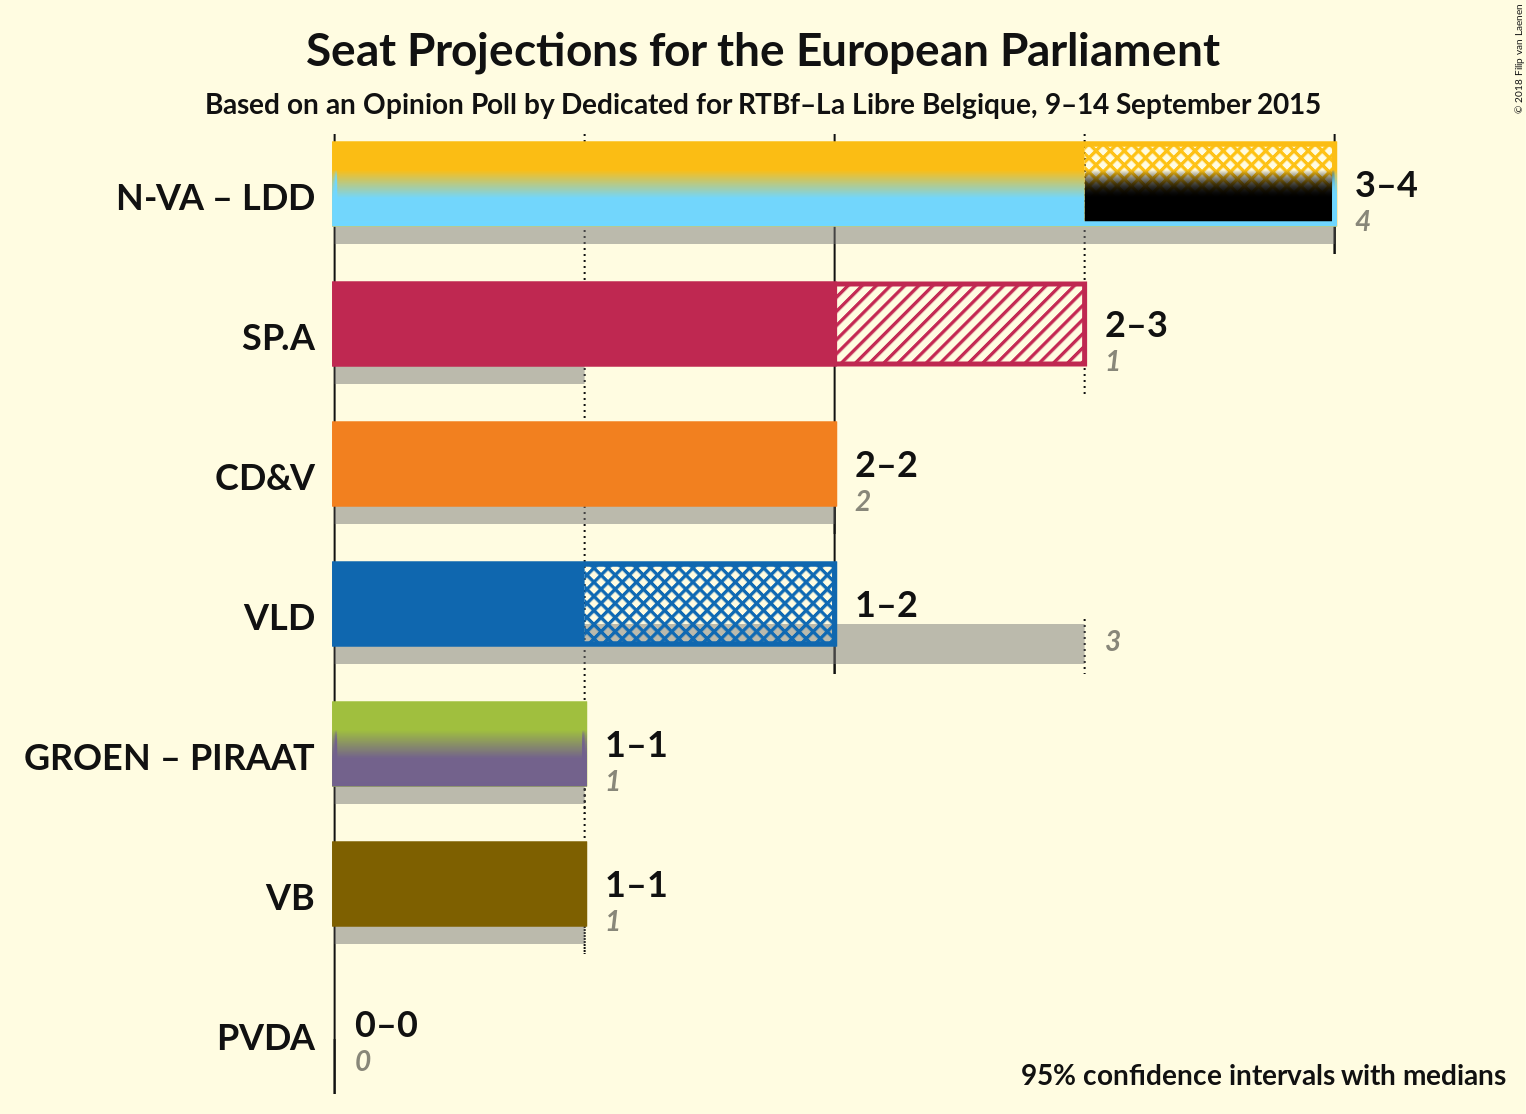 Seat Projections for the European Parliament
Based on an Opinion Poll by Dedicated for RTBf–La Libre Belgique, 9–14 September 2015
© 2018 Filip van Laenen
N-VA – LDD
3–4
4
SP.A
2–3
1
CD&V
2–2
2
VLD
1–2
3
GROEN – PIRAAT
1–1
1
VB
1–1
1
PVDA
0–0
0
95% confidence intervals with medians